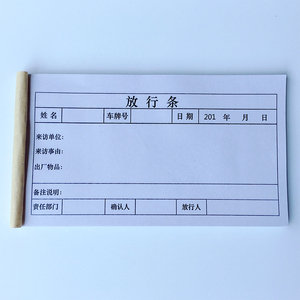 放行条
姓名 车牌号 日期 201 年 月 日
来访单位:
来访事由:
出厂物品:
备注说明:
责任部门 确认人 放行人